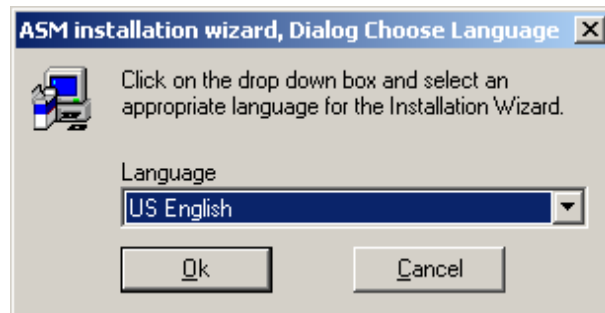 ASM installation wizard, Dialog Choose Language
Click on the drop down box and select an
appropriate language for the Installation Wizard.
Language
US English
Ok Cancel